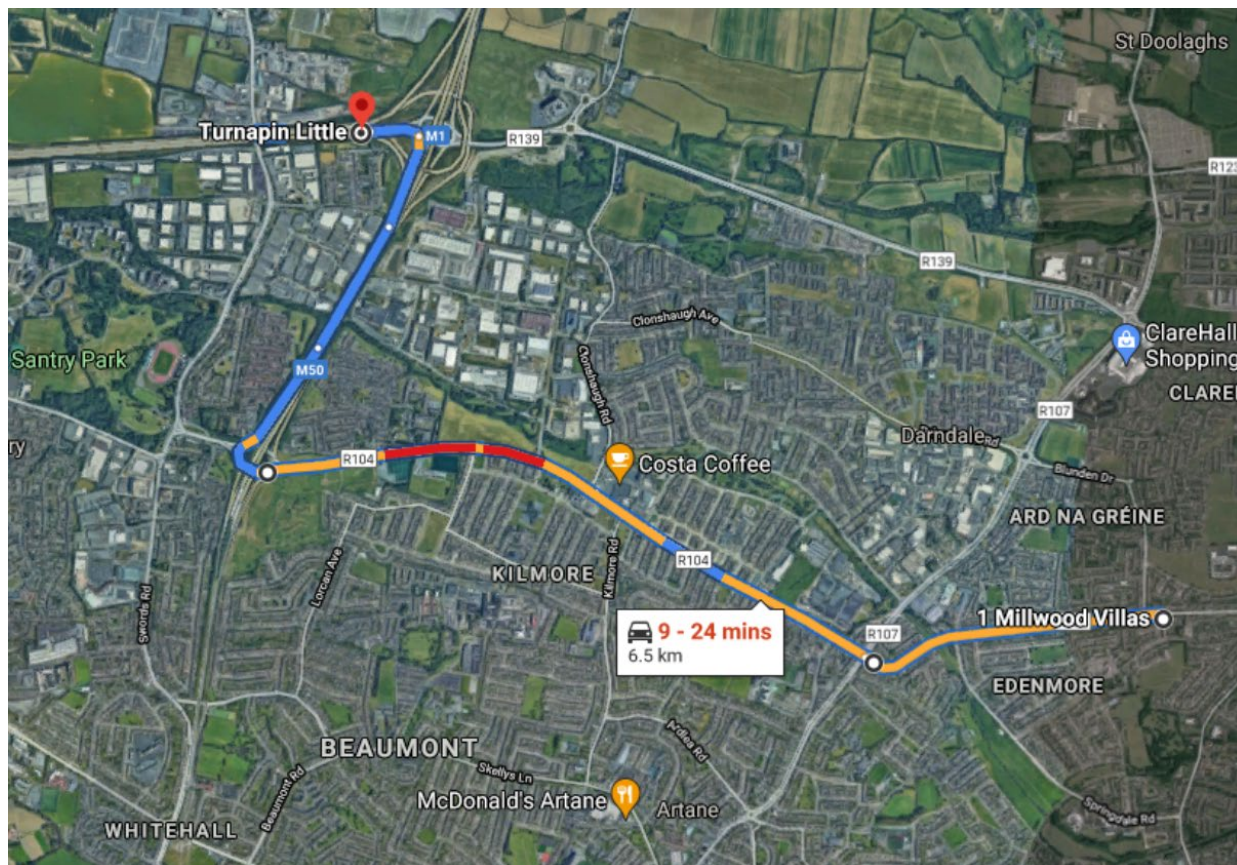 St Doolaghs
Turnapin Little
M1
R139
R123
R139
Clonshaugh Ave
ClareHall
Shopping
Santry Park
M50
Clonshaugh Rd
R107
CLAREI
ry
R104
Costa Coffee
Darndale
Rd
Blunden Dr
ARD NA GRÉINE
Lorcan Ave
KILMORE
Kilmore Rd
R104
Swords Rd
9 - 24 mins
6.5 km
R107
1 Millwood Villas
EDENMORE
BEAUMONT
Ardlea Rd
Skellys Ln
Beaumont Rd
McDonald's Artane
Artane
WHITEHALL
Springdale Rd